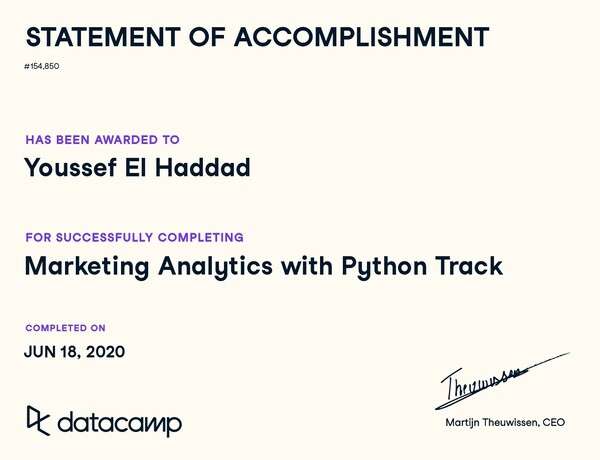 STATEMENT OF ACCOMPLISHMENT
#154,850
HAS BEEN AWARDED TO
Youssef El Haddad
FOR SUCCESSFULLY COMPLETING
Marketing Analytics with Python Track
COMPLETED ON
JUN 18, 2020
Theuwissen
datacamp
Martijn Theuwissen, CEO